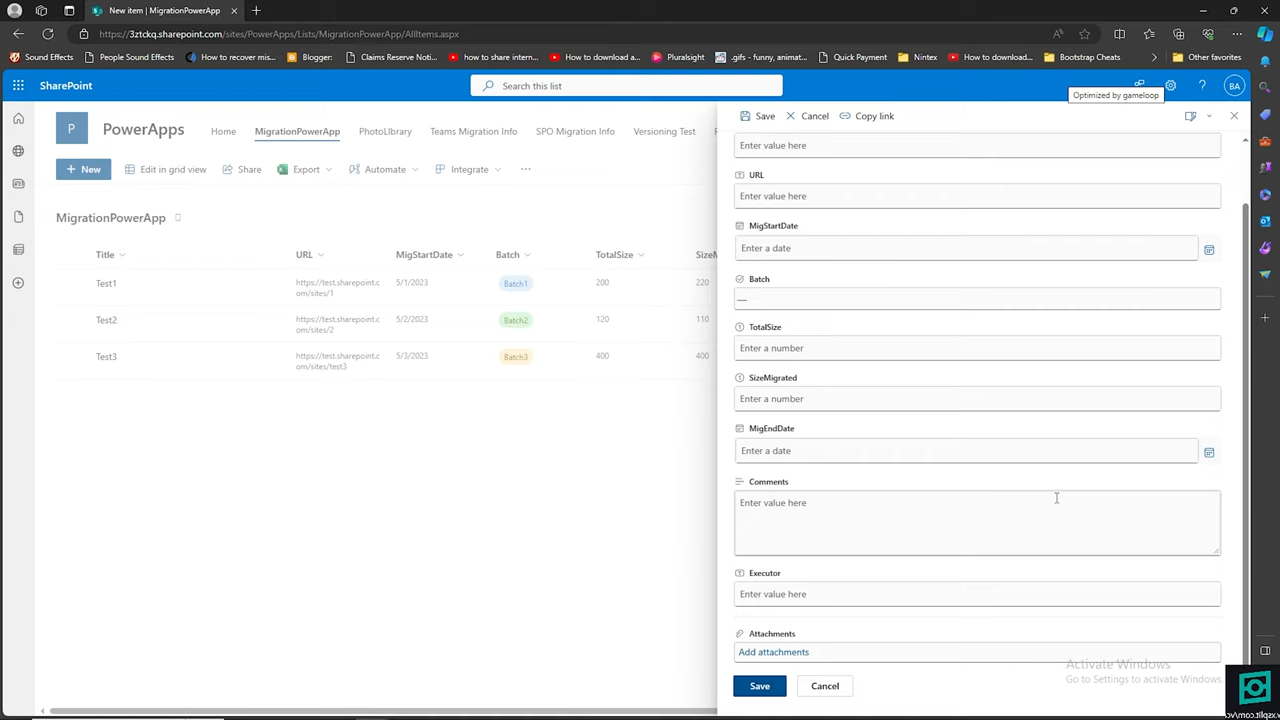 New item | MigrationPowerApp
https://3ztckq.sharepoint.com/sites/PowerApps/Lists/MigrationPowerApp/AllItems.aspx
People Sound Effects
People Sound Effects
How to share intern...
Blogger:
Claims Reserve Notif...
how to share interna...
How to download a...
Pluralsight
.gifs - funny, animat...
Quick Payment
Nintex
How to download...
Bootstrap Cheats
Other favorites
SharePoint
Search this list
BA
Optimized by gameloop
P
PowerApps
Home
MigrationPowerApp
PhotoLIbrary
Teams Migration Info
SPO Migration Info
Versioning Test
+ New
Edit in grid view
Share
Export
Automate
Integrate
...
MigrationPowerApp
Title
URL
MigStartDate
Batch
TotalSize
SizeM
Test1
https://test.sharepoint.c
om/sites/1
5/1/2023
Batch1
200
220
Test2
https://test.sharepoint.c
om/sites/2
5/2/2023
Batch2
120
110
Test3
https://test.sharepoint.c
om/sites/test3
5/3/2023
Batch3
400
400
Save
Cancel
Copy link
Enter value here
URL
Enter value here
MigStartDate
Enter a date
Batch
—
TotalSize
Enter a number
SizeMigrated
Enter a number
MigEndDate
Enter a date
Comments
Enter value here
Executor
Enter value here
Attachments
Add attachments
Save
Cancel
Activate Windows
Go to Settings to activate Windows.